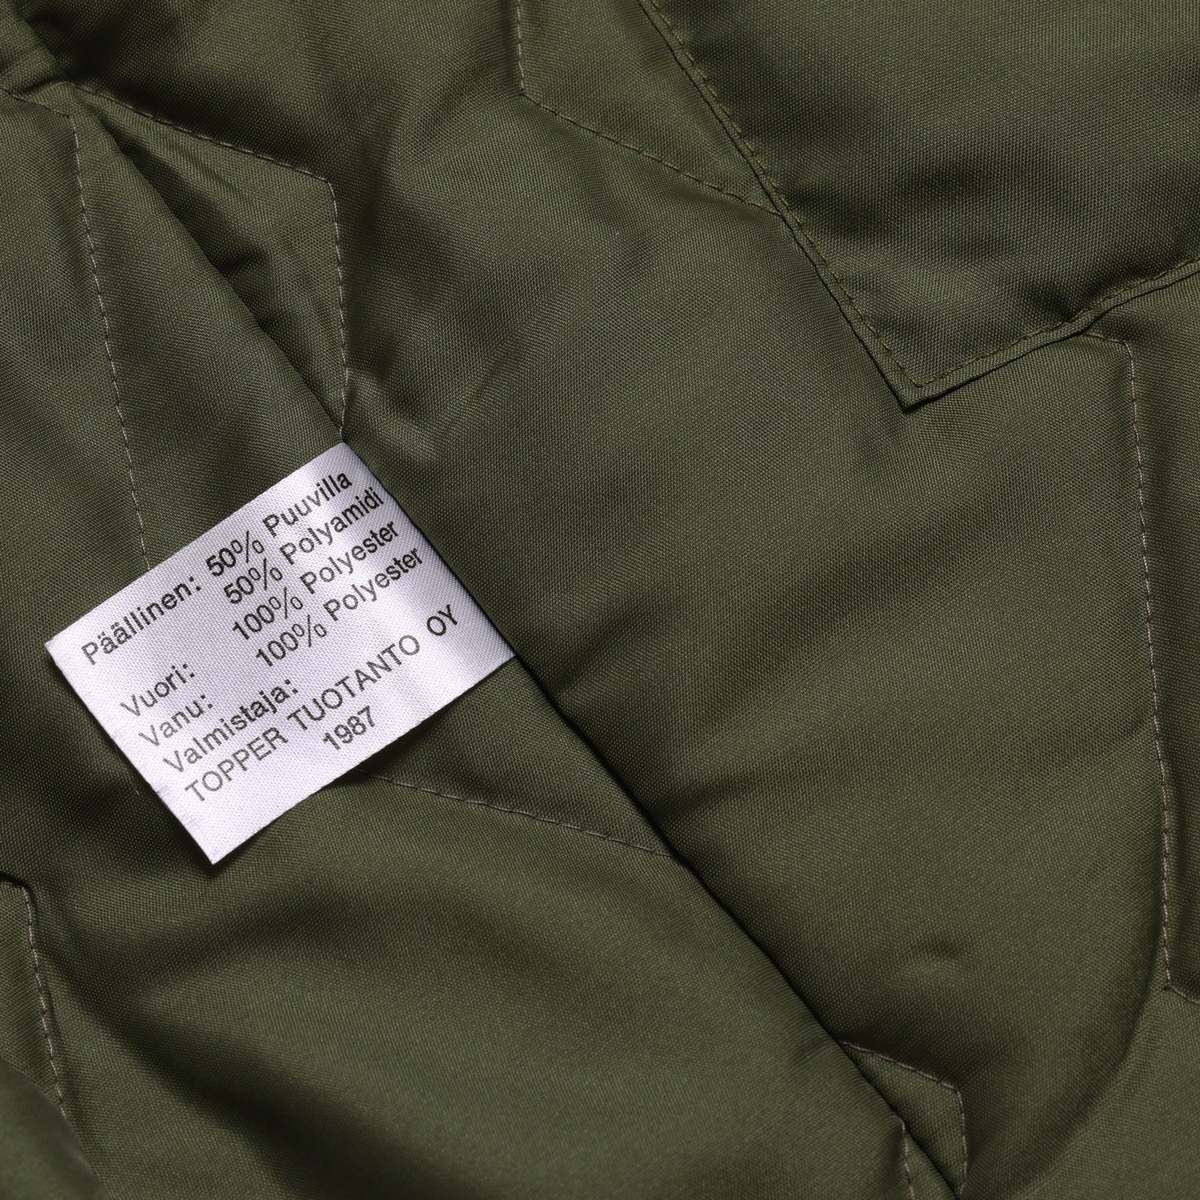 Päällinen: 50% Puuvilla
50% Polyamidi
Vuori: 100% Polyester
Vanu: 100% Polyester
Valmistaja:
TOPPER TUOTANTO OY
1987